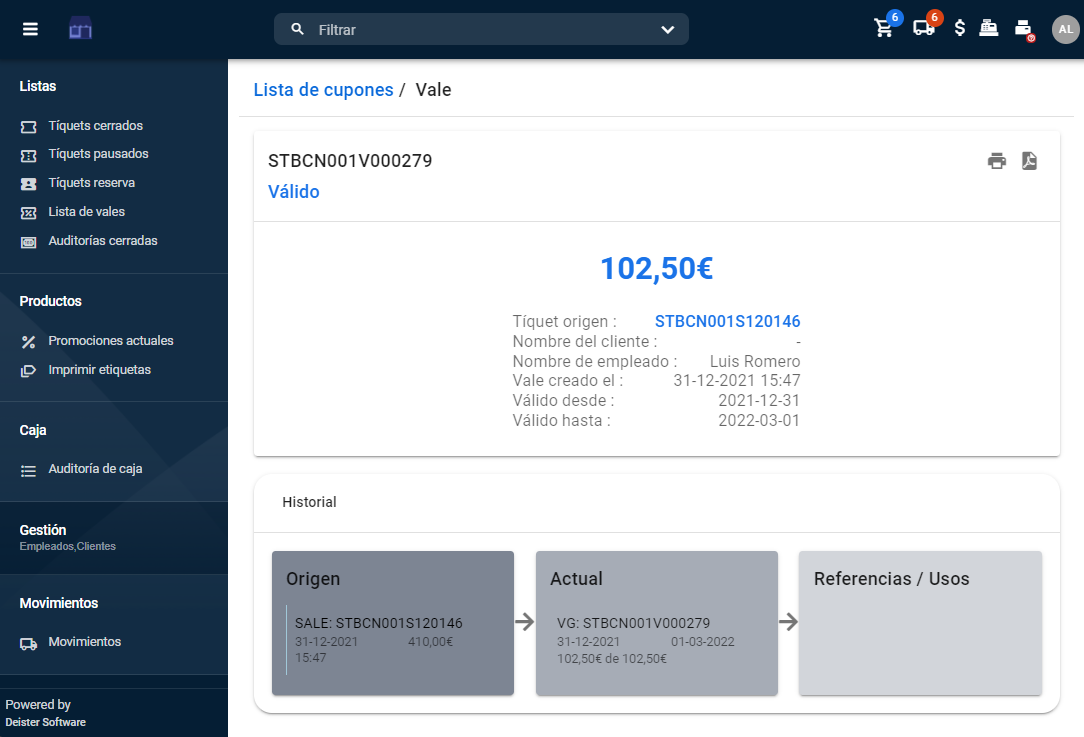 Filtrar
6
6
AL
Listas
Tíquets cerrados
Tíquets pausados
Tíquets reserva
Lista de vales
Auditorías cerradas
Productos
Promociones actuales
Imprimir etiquetas
Caja
Auditoría de caja
Gestión
Empleados,Clientes
Movimientos
Movimientos
Powered by
Deister Software
Lista de cupones / Vale
STBCN001V000279
Válido
102,50€
Tíquet origen : STBCN001S120146
Nombre del cliente : -
Nombre de empleado : Luis Romero
Vale creado el : 31-12-2021 15:47
Válido desde : 2021-12-31
Válido hasta : 2022-03-01
Historial
Origen
SALE: STBCN001S120146
31-12-2021 410,00€
15:47
Actual
VG: STBCN001V000279
31-12-2021 01-03-2022
102,50€ de 102,50€
Referencias / Usos